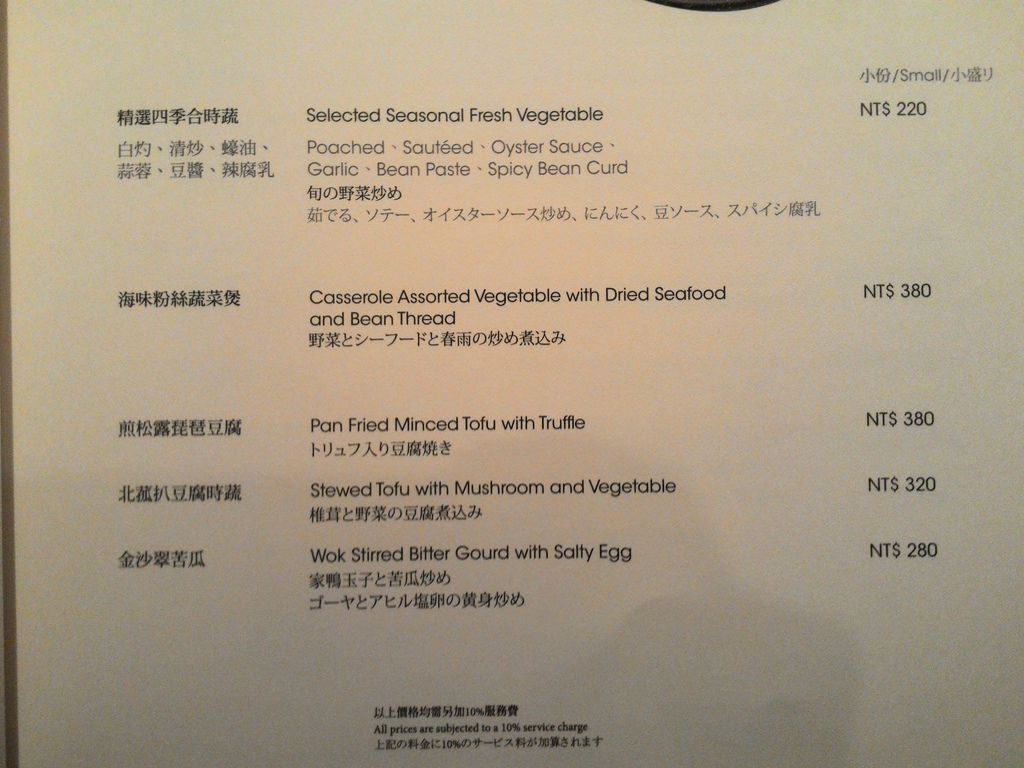 小份/Small/小盛り
精選四季合時蔬 Selected Seasonal Fresh Vegetable NT$ 220
白灼、清炒、蠔油、 Poached、Sautéed、Oyster Sauce、
蒜蓉、豆醬、辣腐乳 Garlic、Bean Paste、Spicy Bean Curd
旬の野菜炒め
茹でる、ソテー、オイスターソース炒め、にんにく、豆ソース、スパイシ腐乳
海味粉絲蔬菜煲 Casserole Assorted Vegetable with Dried Seafood NT$ 380
and Bean Thread
野菜とシーフードと春雨の炒め煮込み
煎松露琵琶豆腐 Pan Fried Minced Tofu with Truffle NT$ 380
トリュフ入り豆腐焼き
北菰扒豆腐時蔬 Stewed Tofu with Mushroom and Vegetable NT$ 320
椎茸と野菜の豆腐煮込み
金沙翠苦瓜 Wok Stirred Bitter Gourd with Salty Egg NT$ 280
家鴨玉子と苦瓜炒め
ゴーヤとアヒル塩卵の黄身炒め
以上價格均需另加10%服務費
All prices are subjected to a 10% service charge
上記の料金に10%のサービス料が加算されます